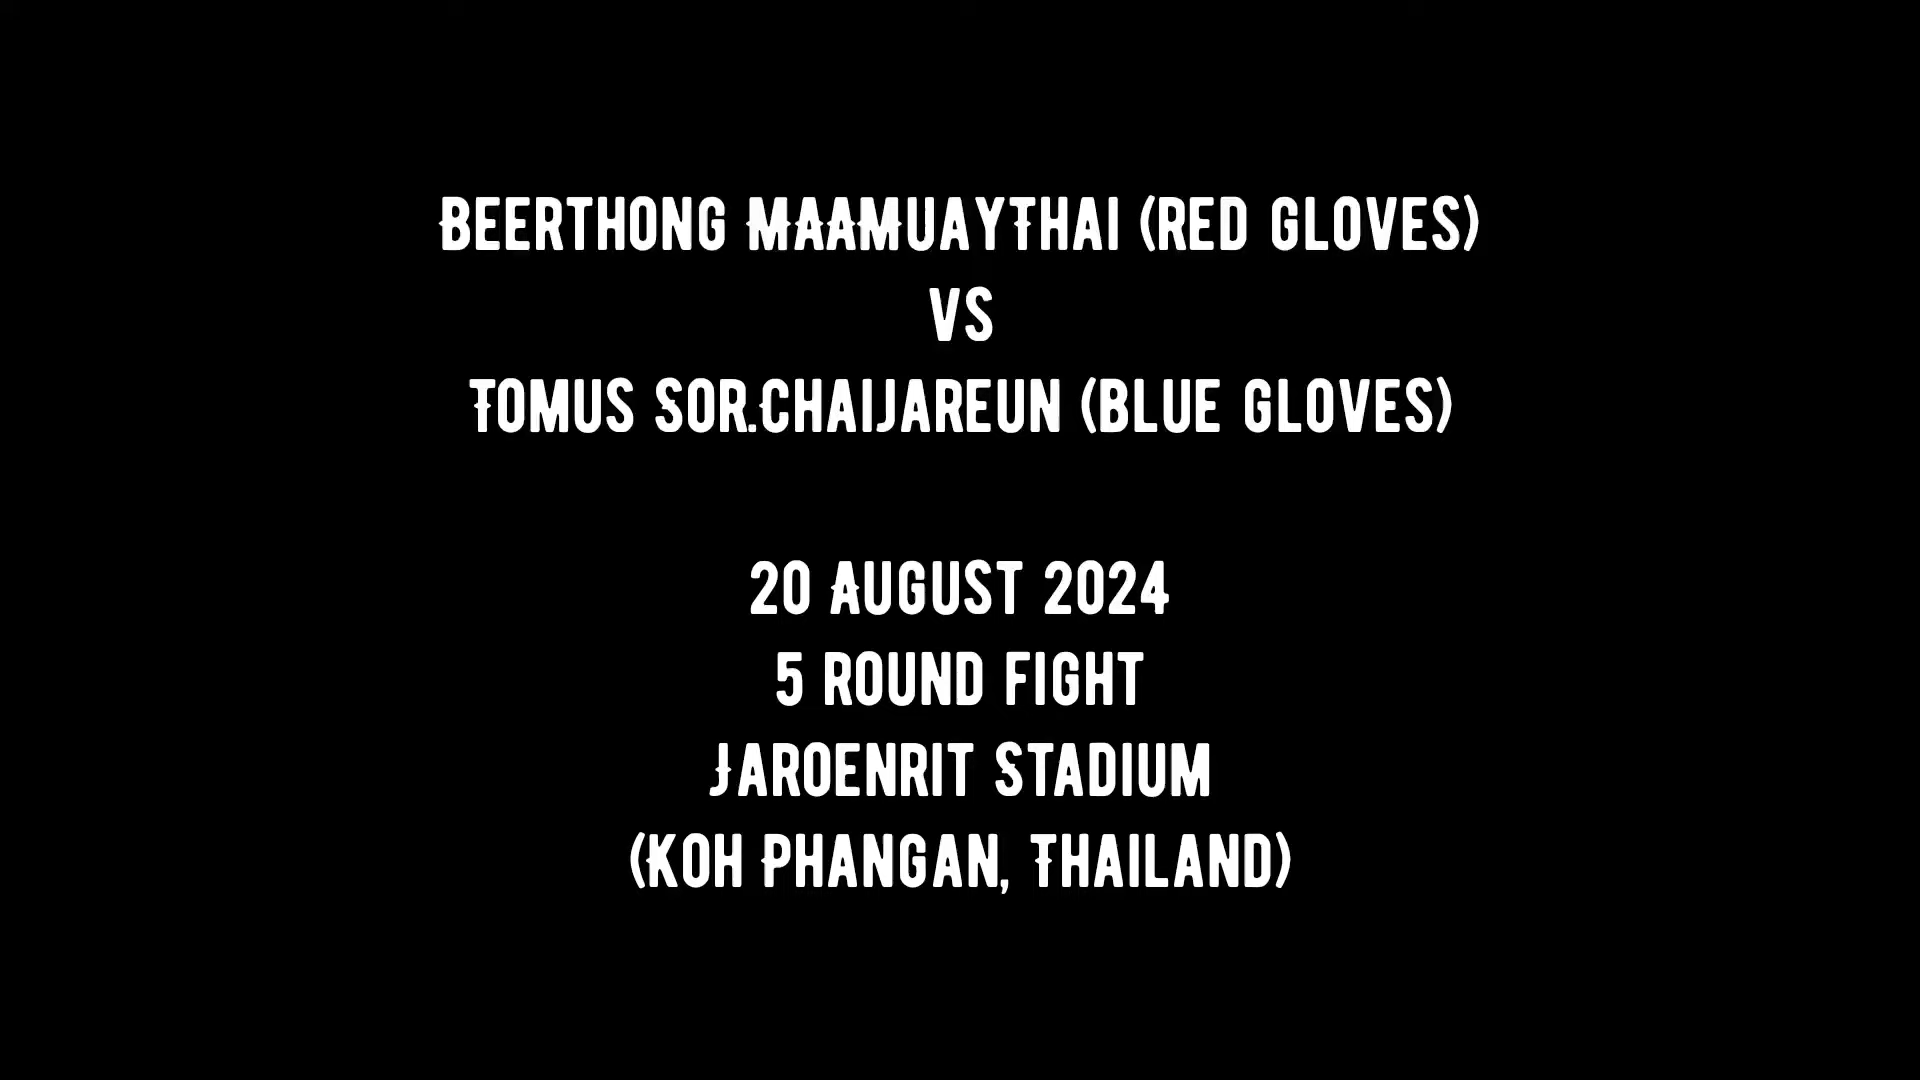 Beerthong MAAMuayThai (Red Gloves)
vs
Tomus Sor.Chaijareun (Blue Gloves)
20 August 2024
5 Round Fight
Jaroenrit Stadium
(Koh Phangan, Thailand)